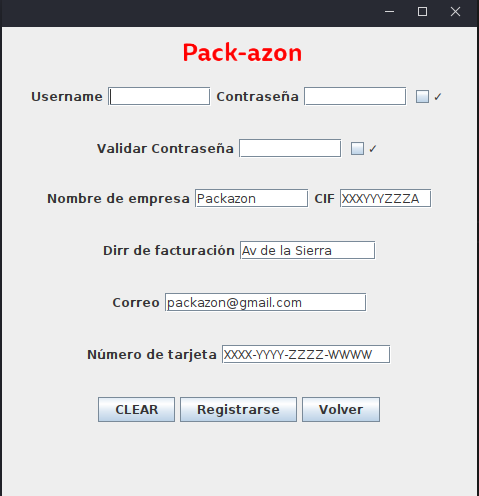 Pack-azon
Username Contraseña ✓
Validar Contraseña ✓
Nombre de empresa Packazon CIF XXXYYYZZZA
Dirr de facturación Av de la Sierra
Correo packazon@gmail.com
Número de tarjeta XXXX-YYYY-ZZZZ-WWWW
CLEAR Registrarse Volver